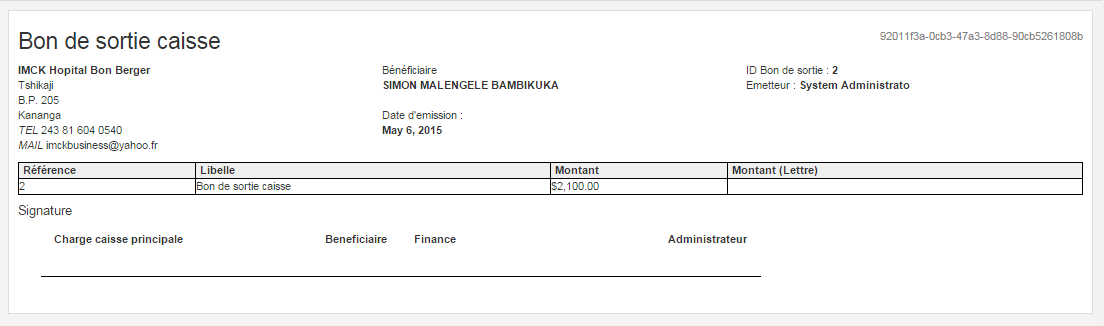 Bon de sortie caisse
92011f3a-0cb3-47a3-8d88-90cb5261808b
IMCK Hopital Bon Berger
Tshikaji
B.P. 205
Kananga
TEL 243 81 604 0540
MAIL imckbusiness@yahoo.fr
Bénéficiaire
SIMON MALENGELE BAMBIKUKA
Date d'emission :
May 6, 2015
ID Bon de sortie : 2
Emetteur : System Administrato
Référence Libelle Montant Montant (Lettre)
2 Bon de sortie caisse $2,100.00
Signature
Charge caisse principale Beneficiaire Finance Administrateur